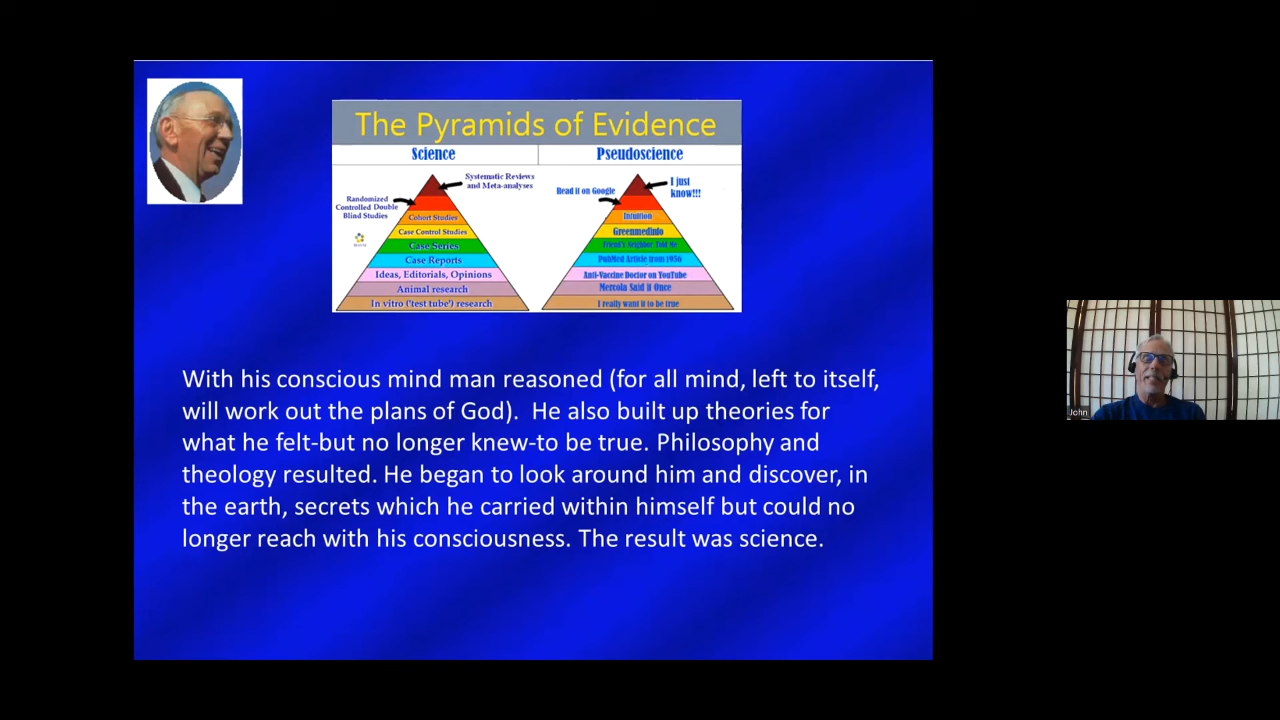 The Pyramids of Evidence
Science
Pseudoscience
Systematic Reviews
and Meta-analyses
Randomized
Controlled Double
Blind Studies
Cohort Studies
Case Control Studies
Case Series
Case Reports
Ideas, Editorials, Opinions
Animal research
In vitro ('test tube') research
I just
know!!!
Read it on Google
Intuition
Greenmedinfo
Friend's Neighbor Told Me
PubMed Article from 1956
Anti-Vaccine Doctor on YouTube
Mercola Said it Once
I really want it to be true
With his conscious mind man reasoned (for all mind, left to itself,
will work out the plans of God).  He also built up theories for
what he felt-but no longer knew-to be true. Philosophy and
theology resulted. He began to look around him and discover, in
the earth, secrets which he carried within himself but could no
longer reach with his consciousness. The result was science.
John